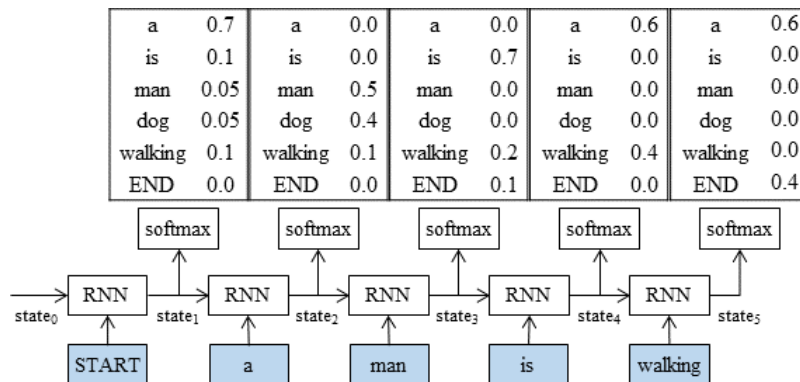 a 0.7 a 0.0 a 0.0 a 0.6 a 0.6
is 0.1 is 0.0 is 0.7 is 0.0 is 0.0
man 0.05 man 0.5 man 0.0 man 0.0 man 0.0
dog 0.05 dog 0.4 dog 0.0 dog 0.0 dog 0.0
walking 0.1 walking 0.1 walking 0.2 walking 0.4 walking 0.0
END 0.0 END 0.0 END 0.1 END 0.0 END 0.4
softmax softmax softmax softmax softmax
RNN RNN RNN RNN RNN
state₀ state₁ state₂ state₃ state₄ state₅
START a man is walking